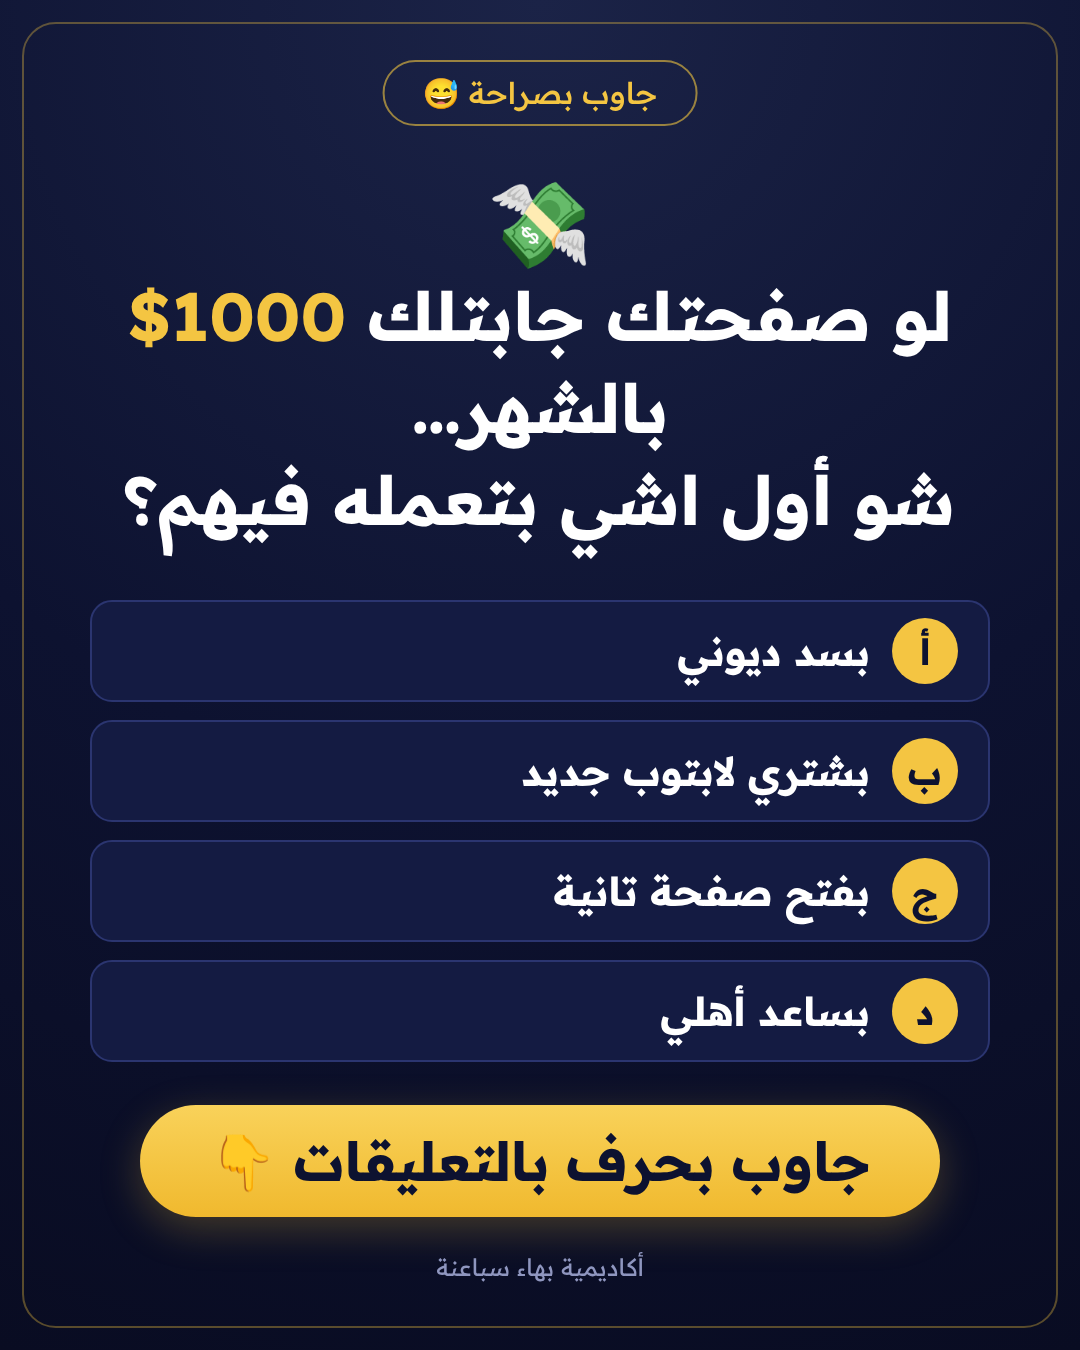 جاوب بصراحة 😅
لو صفحتك جابتلك 1000$
بالشهر...
شو أول اشي بتعمله فيهم؟
أ بسد ديوني
ب بشتري لابتوب جديد
ج بفتح صفحة تانية
د بساعد أهلي
جاوب بحرف بالتعليقات 👇
أكاديمية بهاء سباعنة